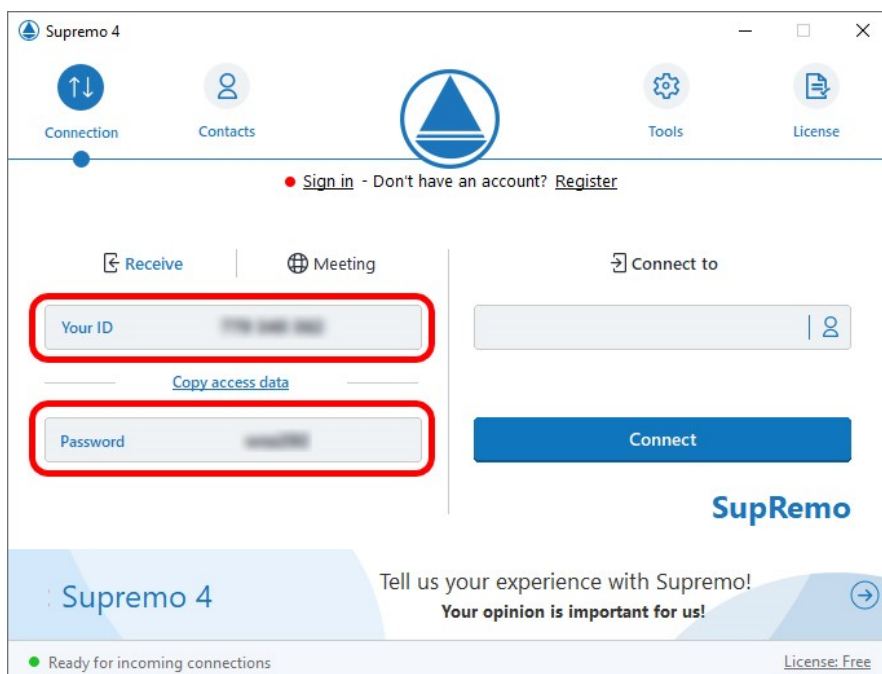 Supremo 4
Connection
Contacts
Tools
License
Sign in - Don't have an account? Register
Receive
Meeting
Connect to
Your ID
Copy access data
Password
Connect
SupRemo
Supremo 4
Tell us your experience with Supremo!
Your opinion is important for us!
Ready for incoming connections
License: Free